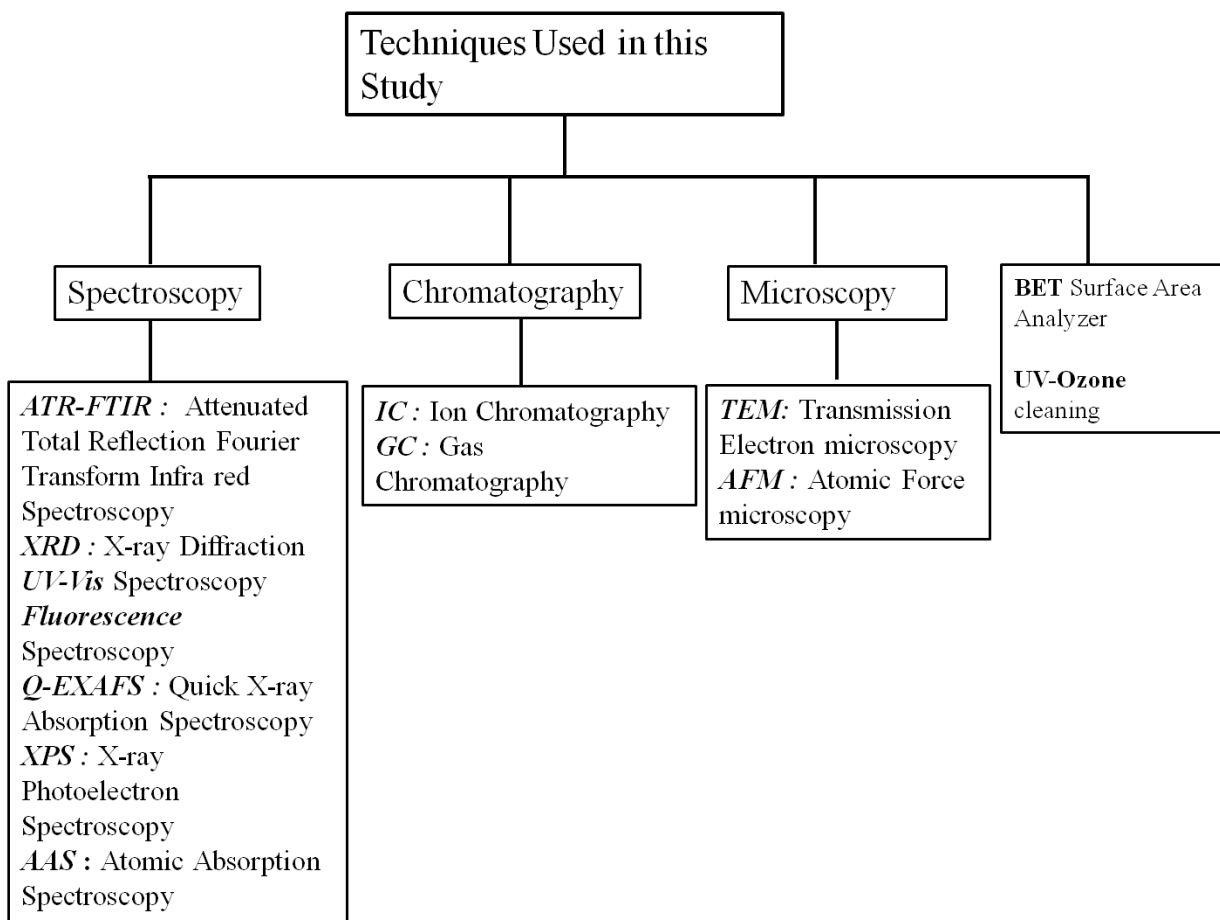 Techniques Used in this
Study
Spectroscopy
ATR-FTIR : Attenuated
Total Reflection Fourier
Transform Infra red
Spectroscopy
XRD : X-ray Diffraction
UV-Vis Spectroscopy
Fluorescence
Spectroscopy
Q-EXAFS : Quick X-ray
Absorption Spectroscopy
XPS : X-ray
Photoelectron
Spectroscopy
AAS : Atomic Absorption
Spectroscopy
Chromatography
IC : Ion Chromatography
GC : Gas
Chromatography
Microscopy
TEM: Transmission
Electron microscopy
AFM : Atomic Force
microscopy
BET Surface Area
Analyzer
UV-Ozone
cleaning